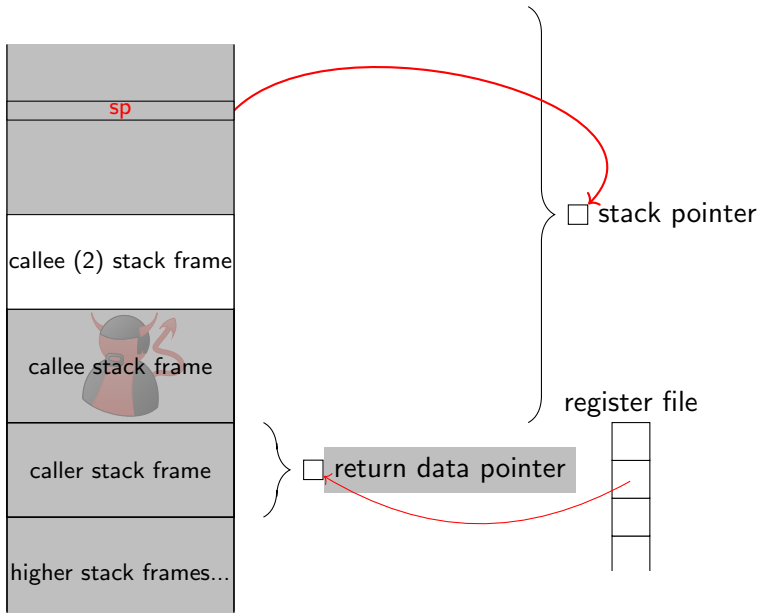 sp
stack pointer
callee (2) stack frame
callee stack frame
register file
caller stack frame
return data pointer
higher stack frames...